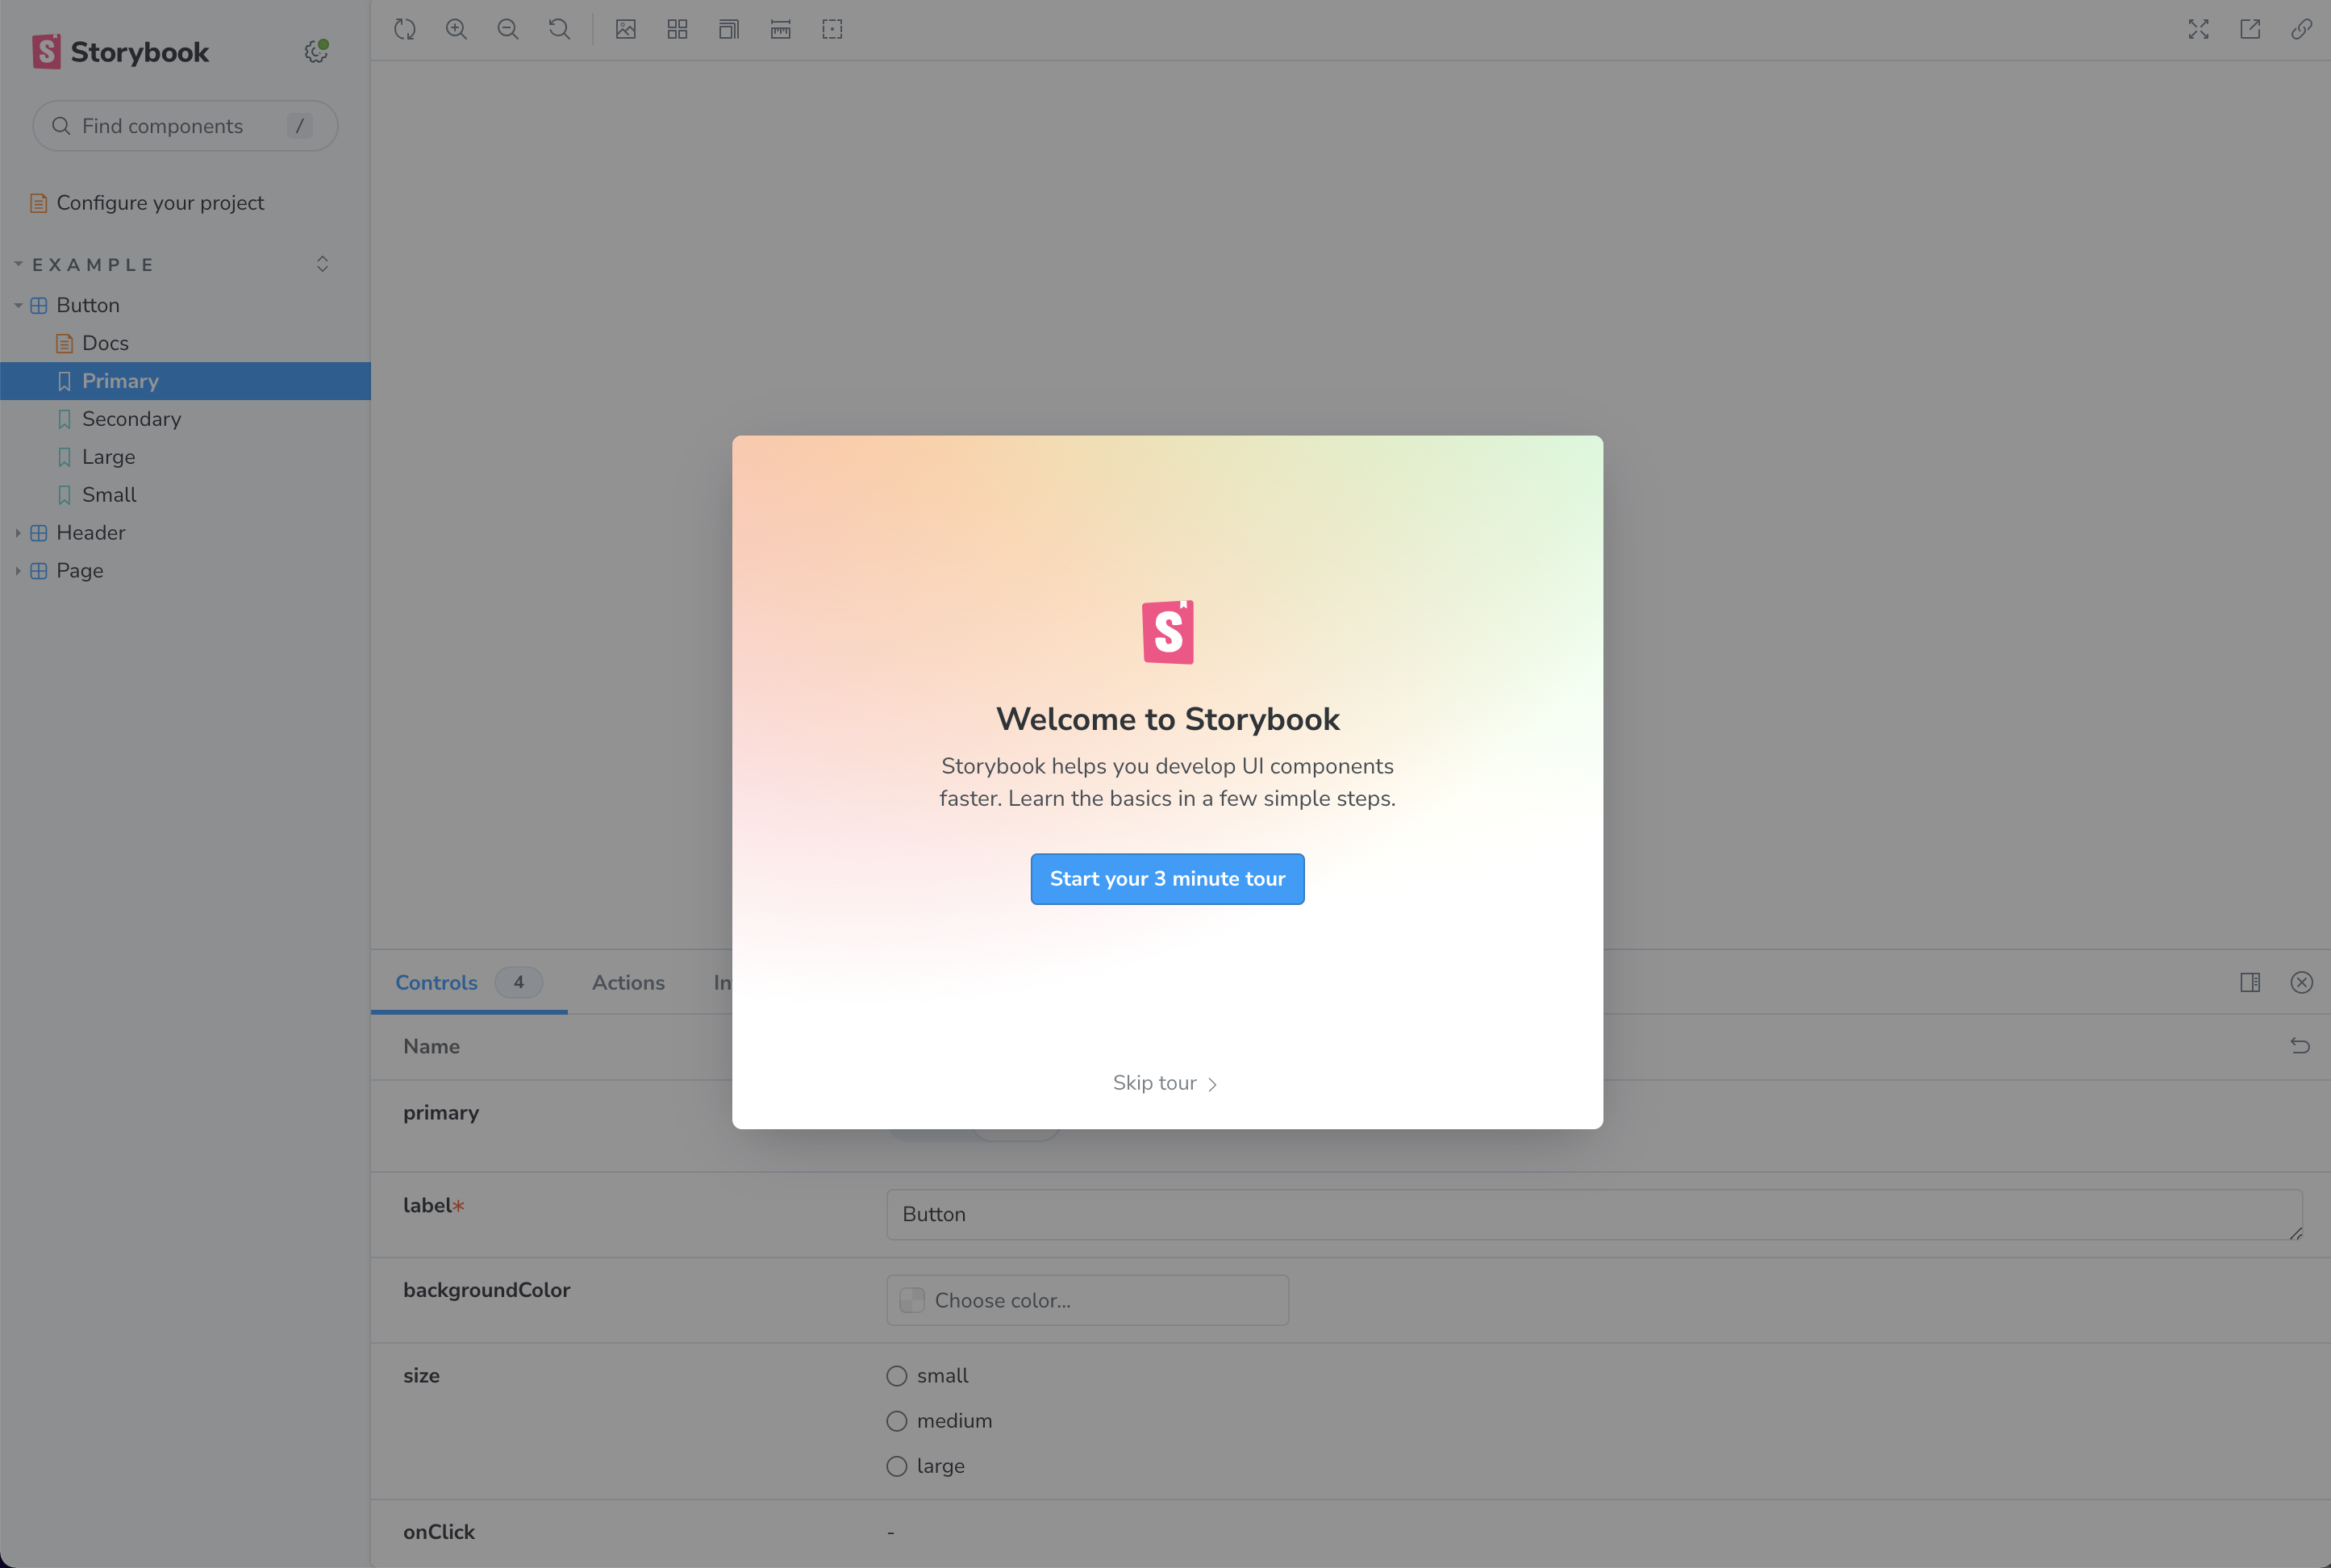 Storybook
Find components /
Configure your project
EXAMPLE
Button
Docs
Primary
Secondary
Large
Small
Header
Page
S
Welcome to Storybook
Storybook helps you develop UI components
faster. Learn the basics in a few simple steps.
Start your 3 minute tour
Skip tour
Controls 4 Actions
Name
primary
label* Button
backgroundColor Choose color...
size small
medium
large
onClick -